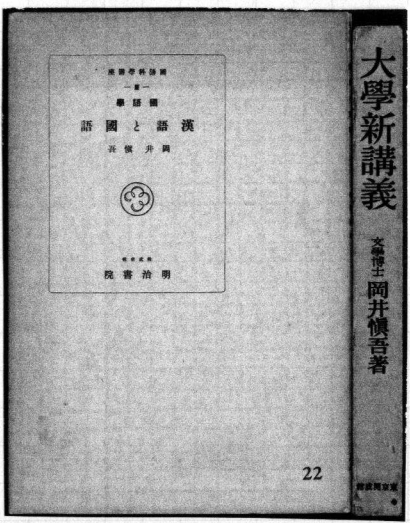 國語科學講座
國語學
漢語と國語
岡井愼吾
明治書院
22
大學新講義
文學博士 岡井愼吾著